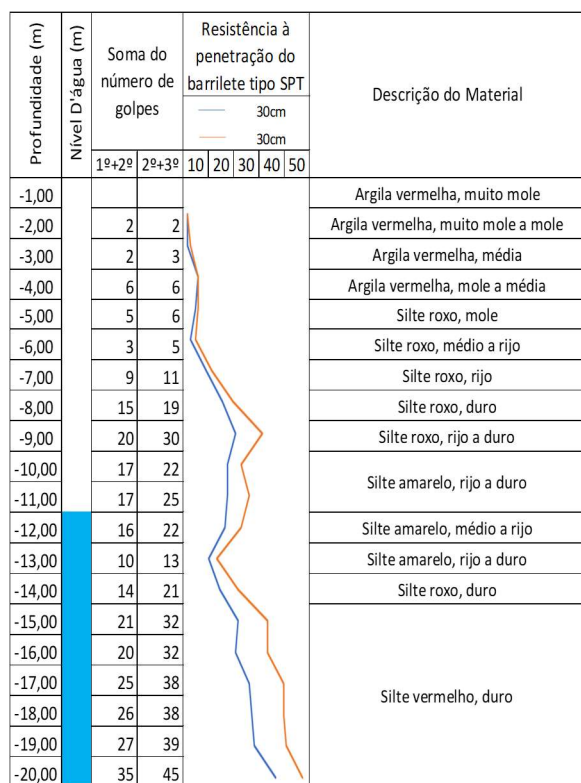 Profundidade (m)
Nível D'água (m)
Soma do
número de
golpes
1º+2º 2º+3º
Resistência à
penetração do
barrilete tipo SPT
30cm
30cm
10 20 30 40 50
Descrição do Material
-1,00 Argila vermelha, muito mole
-2,00 2 2 Argila vermelha, muito mole a mole
-3,00 2 3 Argila vermelha, média
-4,00 6 6 Argila vermelha, mole a média
-5,00 5 6 Silte roxo, mole
-6,00 3 5 Silte roxo, médio a rijo
-7,00 9 11 Silte roxo, rijo
-8,00 15 19 Silte roxo, duro
-9,00 20 30 Silte roxo, rijo a duro
-10,00 17 22
Silte amarelo, rijo a duro
-11,00 17 25
-12,00 16 22 Silte amarelo, médio a rijo
-13,00 10 13 Silte amarelo, rijo a duro
-14,00 14 21 Silte roxo, duro
-15,00 21 32
-16,00 20 32
-17,00 25 38
Silte vermelho, duro
-18,00 26 38
-19,00 27 39
-20,00 35 45